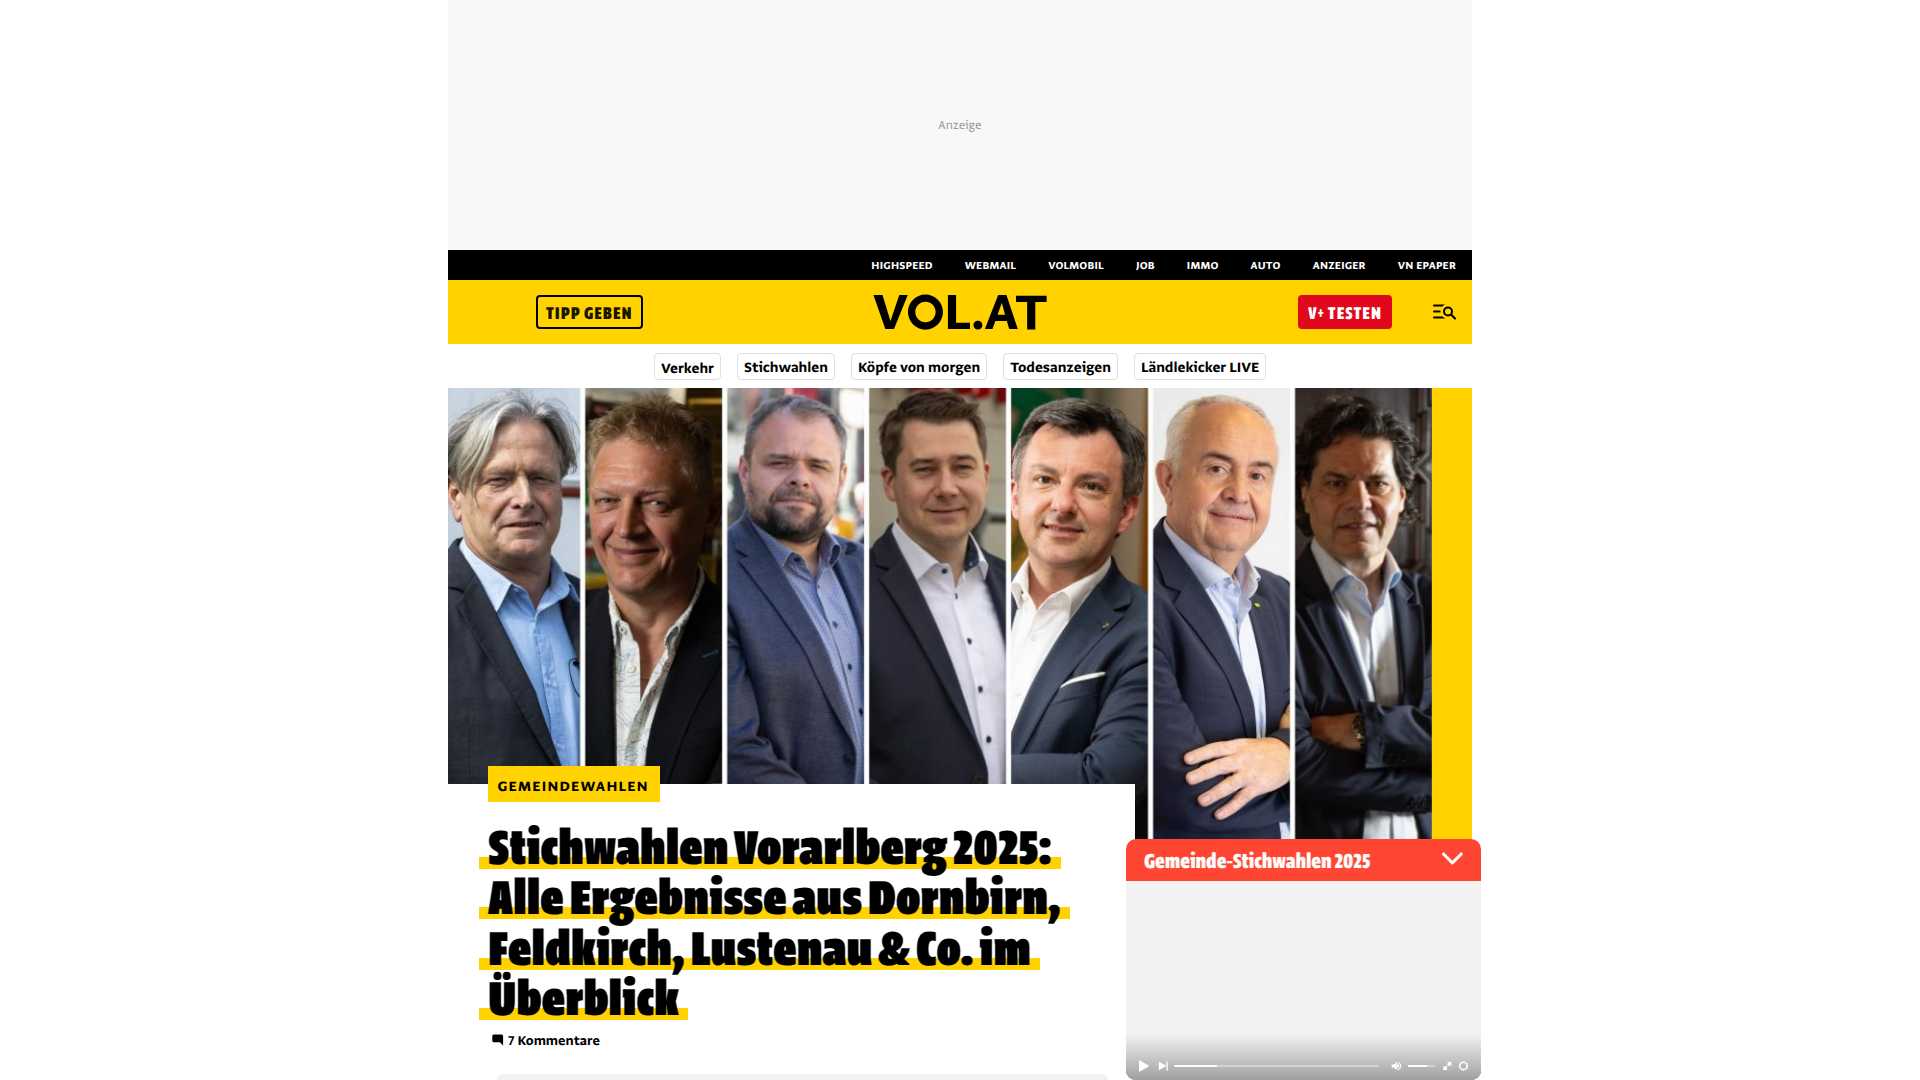 Anzeige
HIGHSPEED WEBMAIL VOLMOBIL JOB IMMO AUTO ANZEIGER VN EPAPER
TIPP GEBEN VOL.AT V+ TESTEN
Verkehr Stichwahlen Köpfe von morgen Todesanzeigen Ländlekicker LIVE
GEMEINDEWAHLEN
Stichwahlen Vorarlberg 2025:
Alle Ergebnisse aus Dornbirn,
Feldkirch, Lustenau & Co. im
Überblick
7 Kommentare
Gemeinde-Stichwahlen 2025